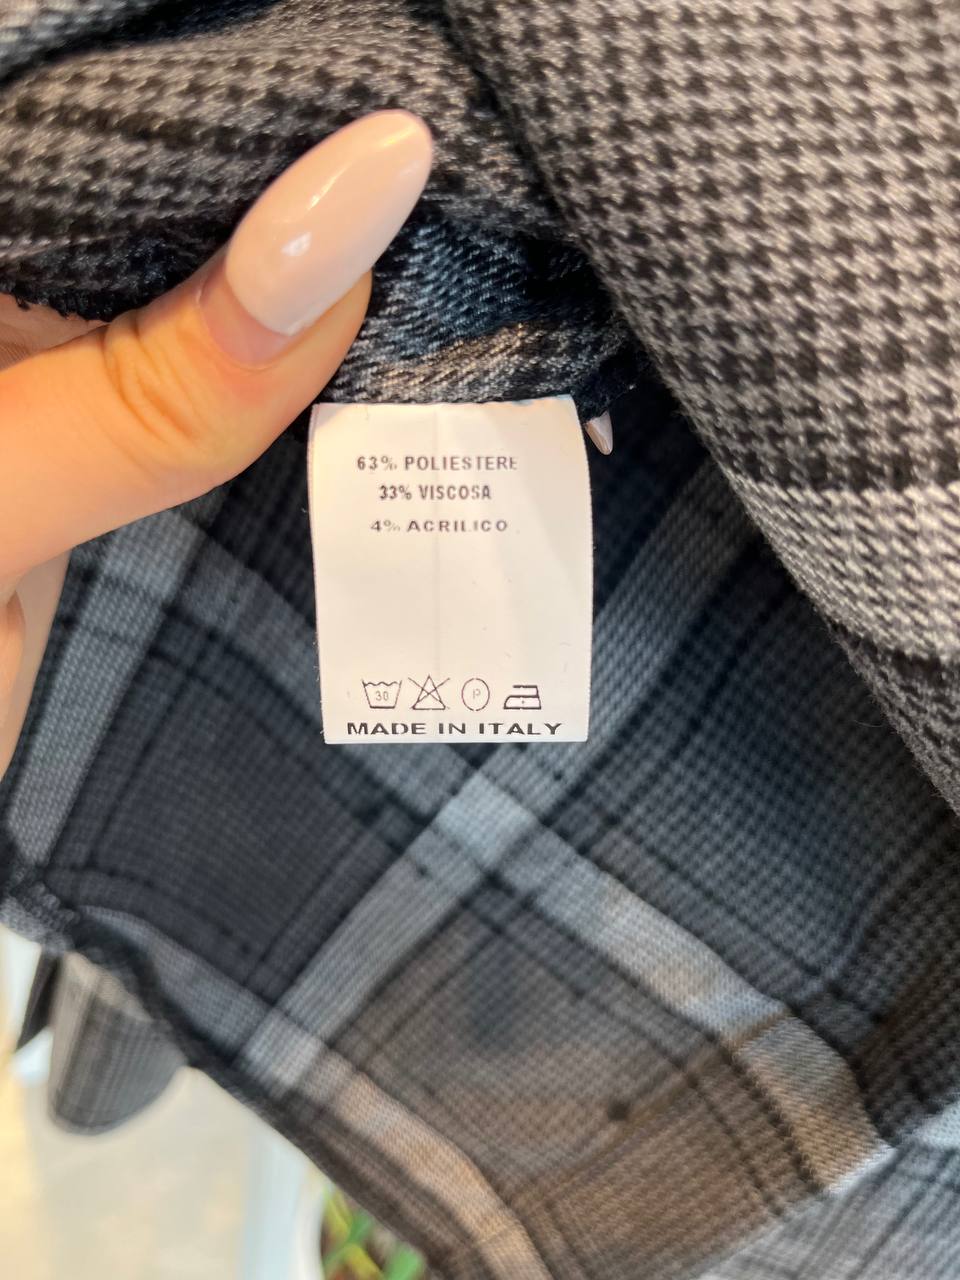 63% POLIESTERE
33% VISCOSA
4% ACRILICO
30 P
MADE IN ITALY